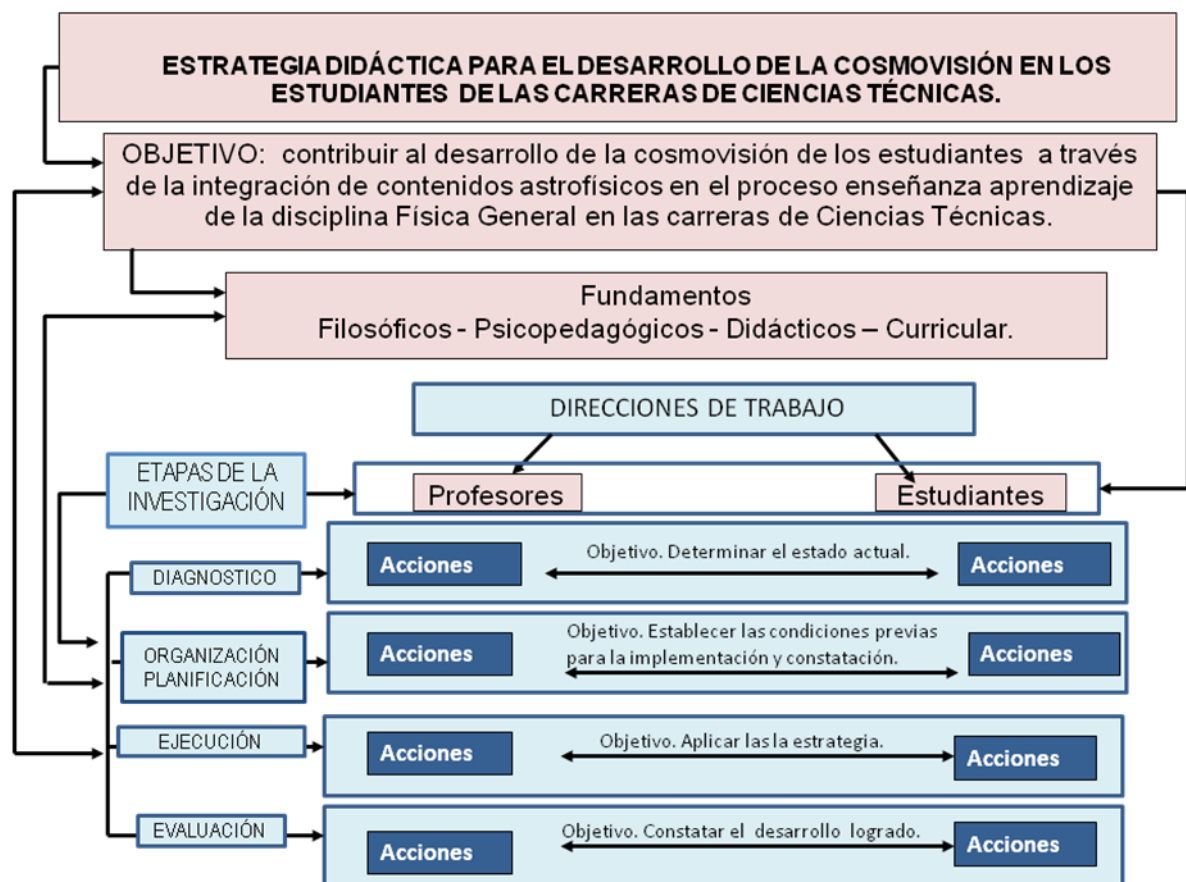 ESTRATEGIA DIDÁCTICA PARA EL DESARROLLO DE LA COSMOVISIÓN EN LOS
ESTUDIANTES DE LAS CARRERAS DE CIENCIAS TÉCNICAS.
OBJETIVO: contribuir al desarrollo de la cosmovisión de los estudiantes a través
de la integración de contenidos astrofísicos en el proceso enseñanza aprendizaje
de la disciplina Física General en las carreras de Ciencias Técnicas.
Fundamentos
Filosóficos - Psicopedagógicos - Didácticos – Curricular.
DIRECCIONES DE TRABAJO
ETAPAS DE LA
INVESTIGACIÓN
Profesores
Estudiantes
DIAGNOSTICO
Acciones
Objetivo. Determinar el estado actual.
Acciones
ORGANIZACIÓN
PLANIFICACIÓN
Acciones
Objetivo. Establecer las condiciones previas
para la implementación y constatación.
Acciones
EJECUCIÓN
Acciones
Objetivo. Aplicar las la estrategia.
Acciones
EVALUACIÓN
Acciones
Objetivo. Constatar el desarrollo logrado.
Acciones